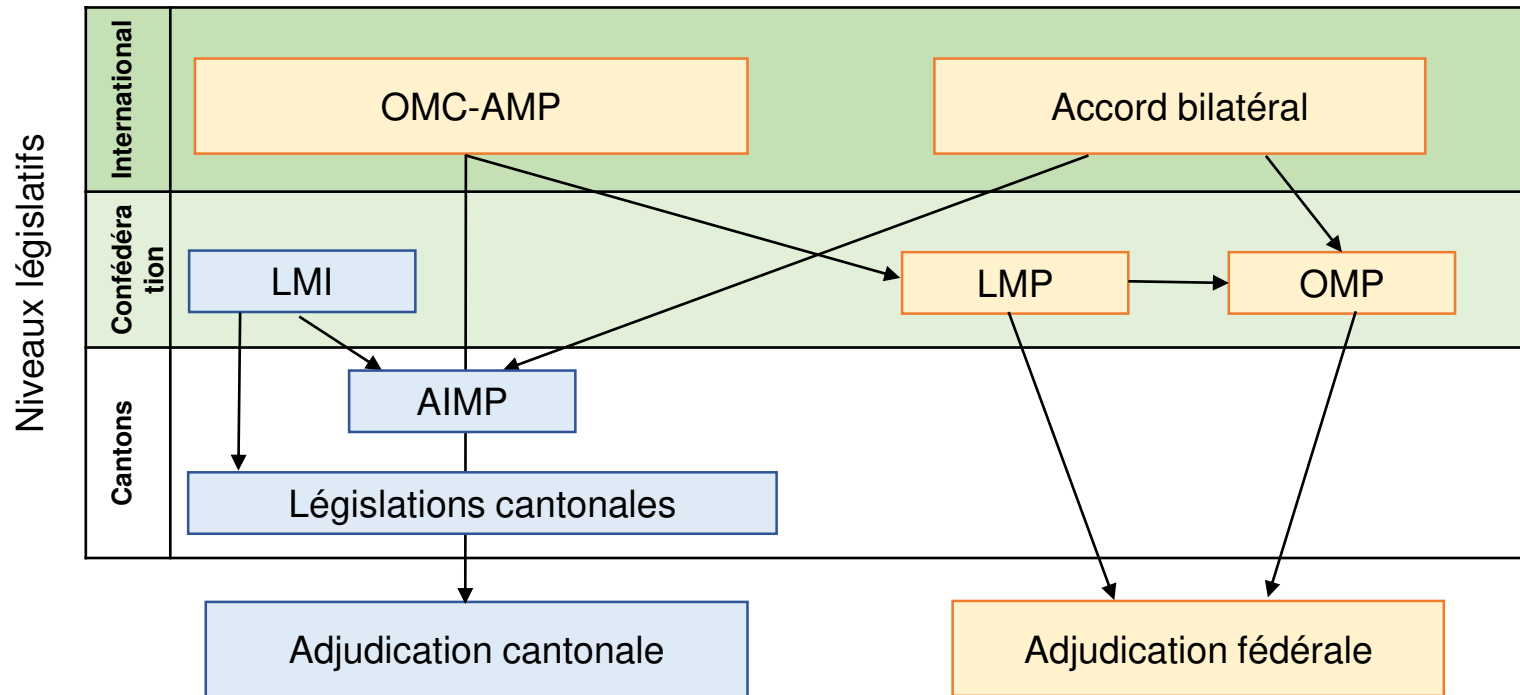 Niveaux législatifs
International
OMC-AMP
Accord bilatéral
Confédéra
tion
LMI
LMP
OMP
Cantons
AIMP
Législations cantonales
Adjudication cantonale
Adjudication fédérale